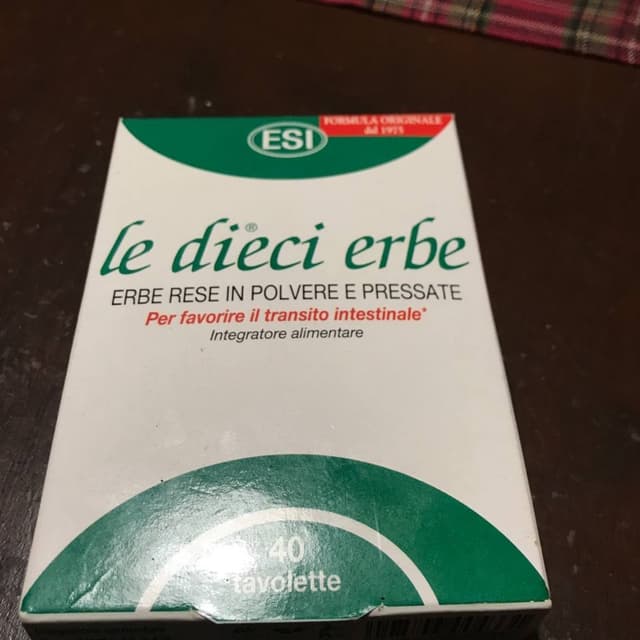 FORMULA ORIGINALE
dal 1975
ESI
le dieci erbe®
ERBE RESE IN POLVERE E PRESSATE
Per favorire il transito intestinale*
Integratore alimentare
40
tavolette